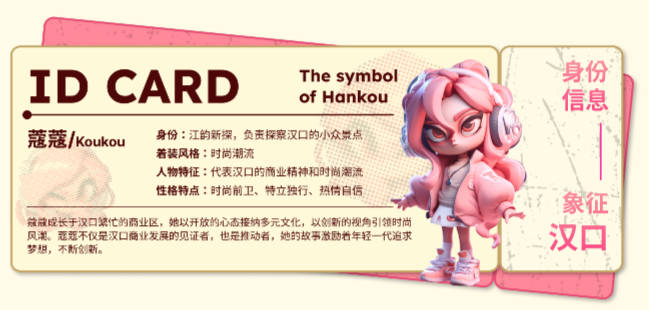 ID CARD
The symbol
of Hankou
蔻蔻/Koukou
身份：江韵新探，负责探察汉口的小众景点
着装风格：时尚潮流
人物特征：代表汉口的商业精神和时尚潮流
性格特点：时尚前卫、特立独行、热情自信
蔻蔻成长于汉口繁忙的商业区，她以开放的心态接纳多元文化，以创新的视角引领时尚
风潮。蔻蔻不仅是汉口商业发展的见证者，也是推动者，她的故事激励着年轻一代追求
梦想，不断创新。
身份
信息
象征
汉口